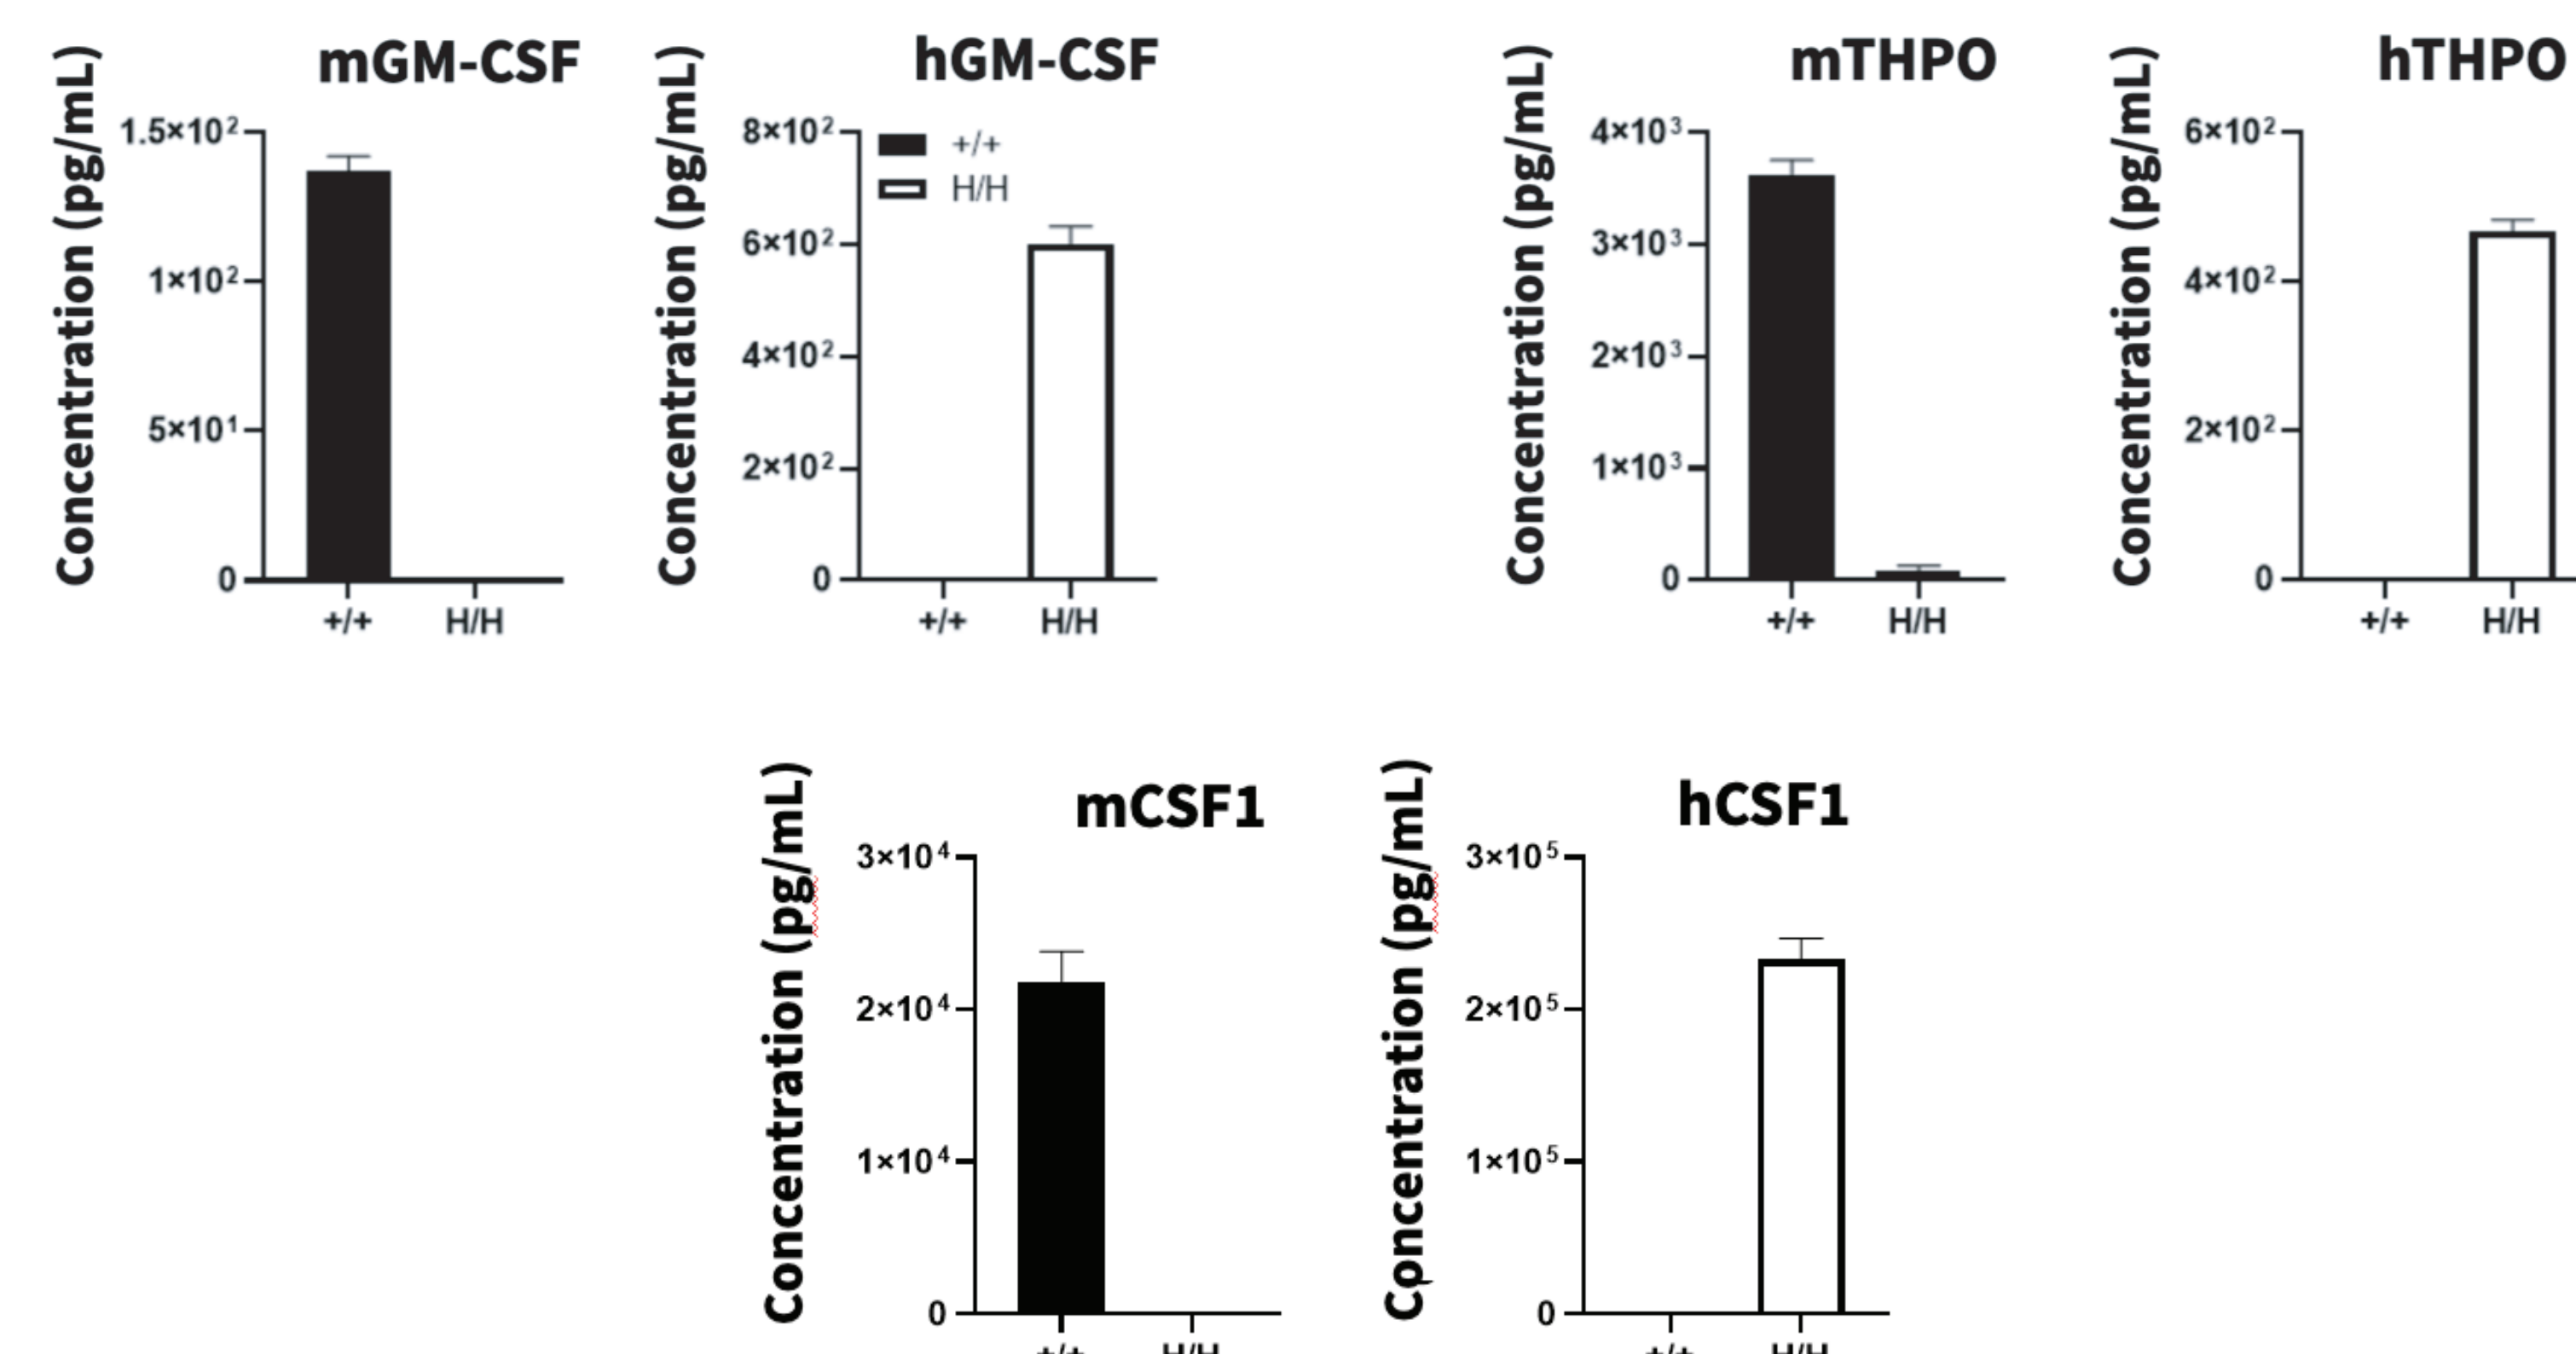 mGM-CSF
Concentration (pg/mL)
1.5×10²
1×10²
5×10¹
0
+/+ H/H
hGM-CSF
Concentration (pg/mL)
8×10²
6×10²
4×10²
2×10²
0
+/+
H/H
+/+ H/H
mTHPO
Concentration (pg/mL)
4×10³
3×10³
2×10³
1×10³
0
+/+ H/H
hTHPO
Concentration (pg/mL)
6×10²
4×10²
2×10²
0
+/+ H/H
mCSF1
Concentration (pg/mL)
3×10⁴
2×10⁴
1×10⁴
0
+/+ H/H
hCSF1
Concentration (pg/mL)
3×10⁵
2×10⁵
1×10⁵
0
+/+ H/H